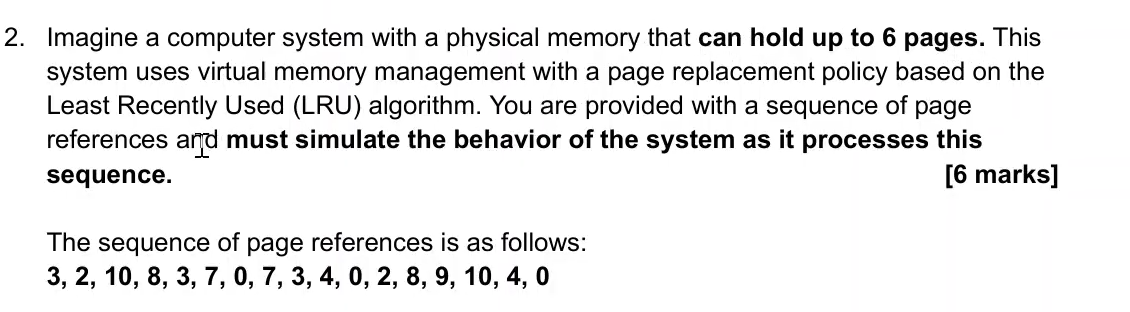 2. Imagine a computer system with a physical memory that can hold up to 6 pages. This
system uses virtual memory management with a page replacement policy based on the
Least Recently Used (LRU) algorithm. You are provided with a sequence of page
references and must simulate the behavior of the system as it processes this
sequence. [6 marks]
The sequence of page references is as follows:
3, 2, 10, 8, 3, 7, 0, 7, 3, 4, 0, 2, 8, 9, 10, 4, 0